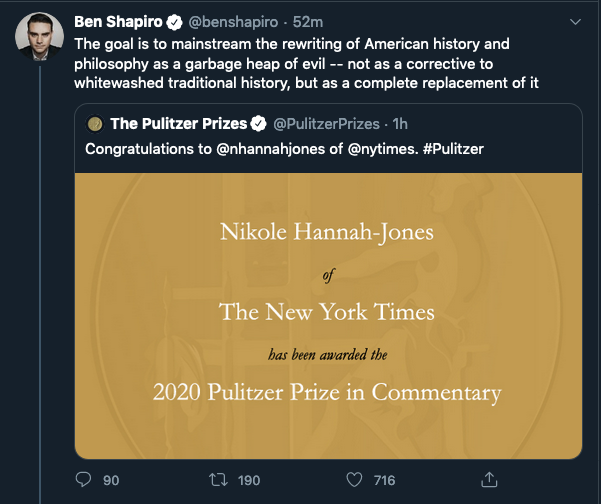 Ben Shapiro @benshapiro · 52m
The goal is to mainstream the rewriting of American history and
philosophy as a garbage heap of evil -- not as a corrective to
whitewashed traditional history, but as a complete replacement of it
The Pulitzer Prizes @PulitzerPrizes · 1h
Congratulations to @nhannahjones of @nytimes. #Pulitzer
Nikole Hannah-Jones
of
The New York Times
has been awarded the
2020 Pulitzer Prize in Commentary
90 190 716